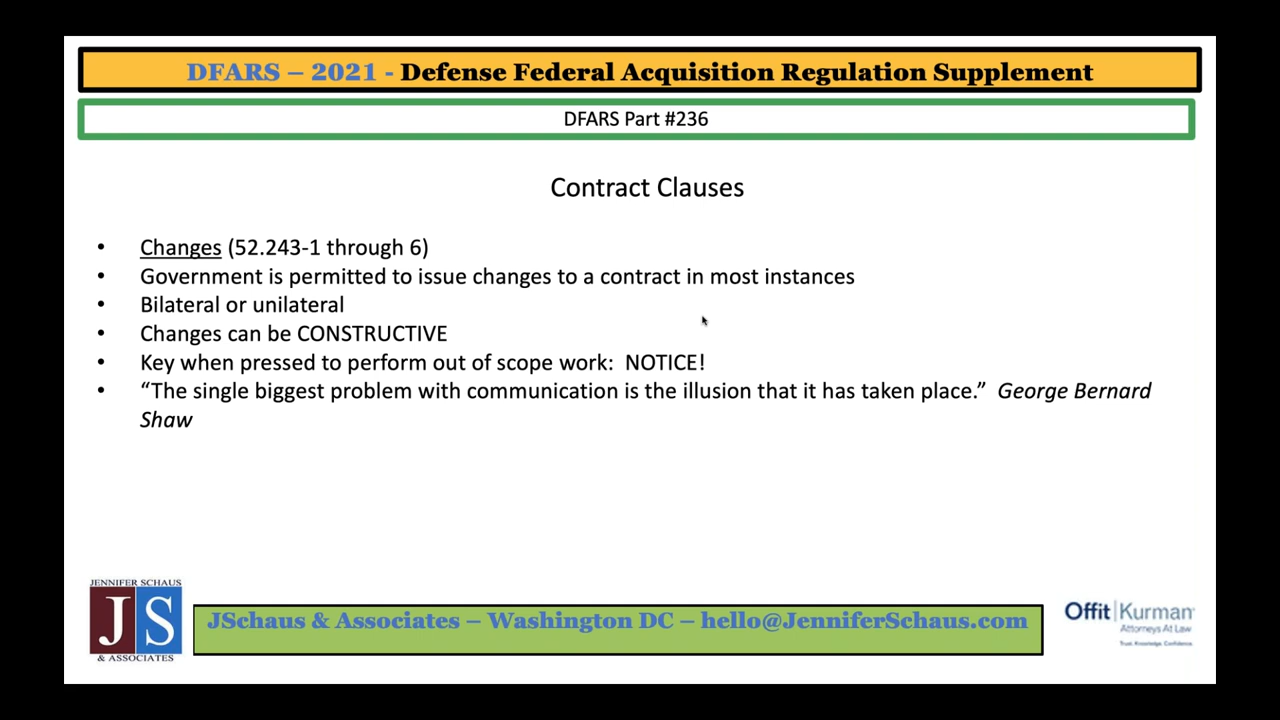 DFARS – 2021 - Defense Federal Acquisition Regulation Supplement
DFARS Part #236
Contract Clauses
• Changes (52.243-1 through 6)
• Government is permitted to issue changes to a contract in most instances
• Bilateral or unilateral
• Changes can be CONSTRUCTIVE
• Key when pressed to perform out of scope work:  NOTICE!
• “The single biggest problem with communication is the illusion that it has taken place.”  George Bernard
Shaw
JENNIFER SCHAUS
JS
& ASSOCIATES
JSchaus & Associates – Washington DC – hello@JenniferSchaus.com
Offit|Kurman
Attorneys At Law
Trust. Knowledge. Confidence.